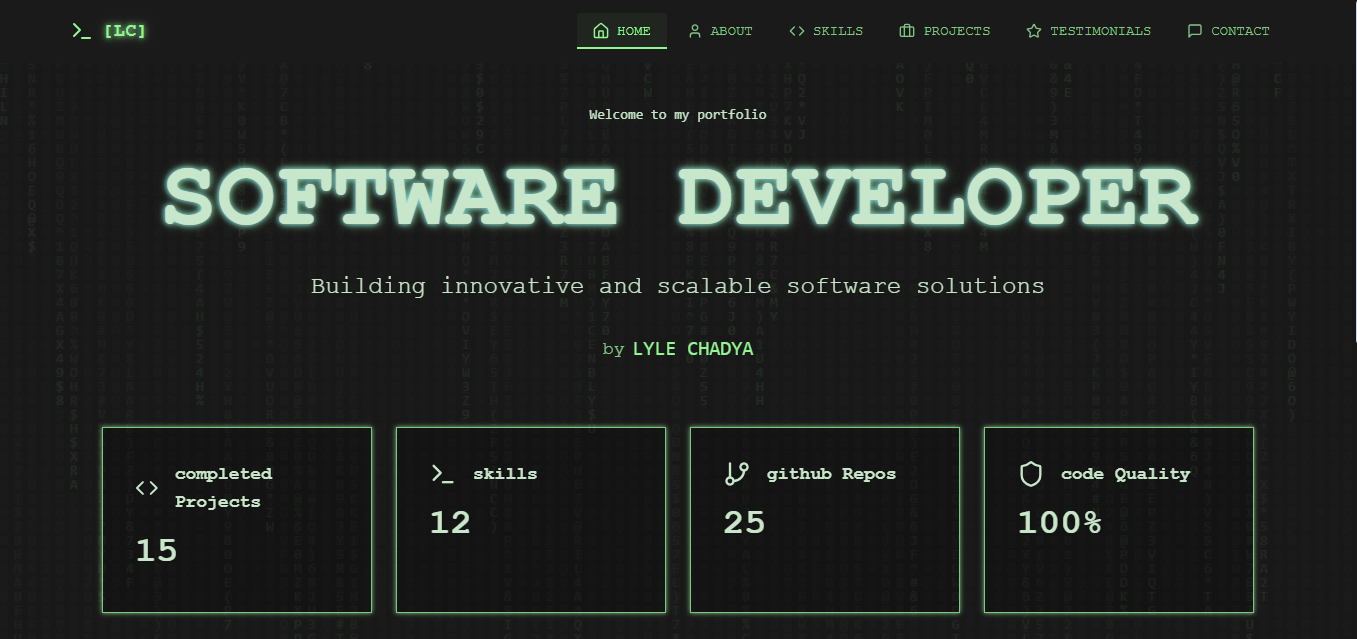 [LC]
HOME ABOUT SKILLS PROJECTS TESTIMONIALS CONTACT
Welcome to my portfolio
SOFTWARE DEVELOPER
Building innovative and scalable software solutions
by LYLE CHADYA
completed
Projects
15
skills
12
github Repos
25
code Quality
100%